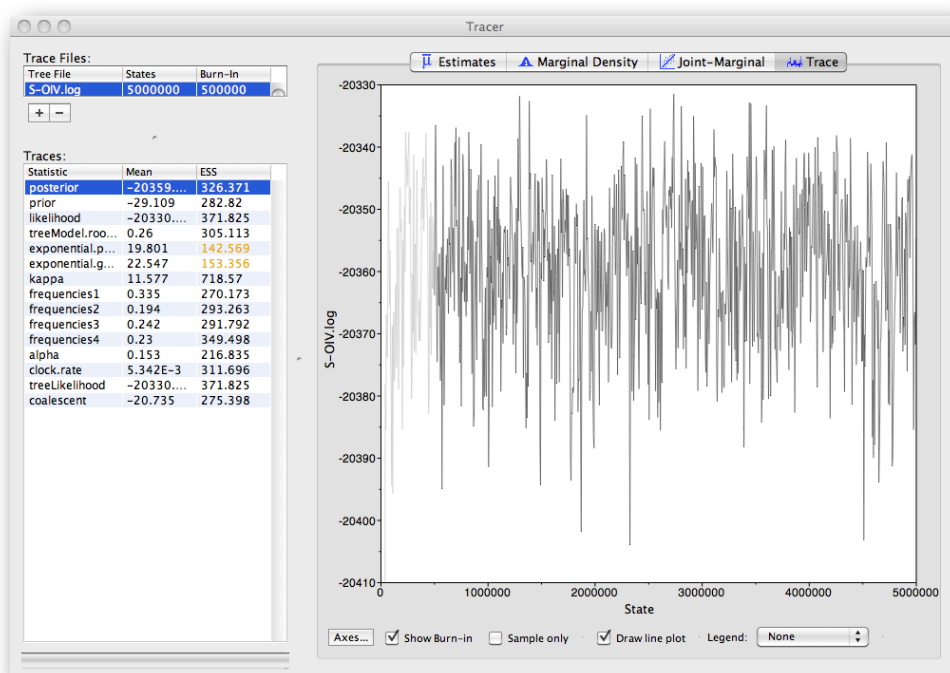 Tracer
Trace Files:
Tree File States Burn-In
S-OIV.log 5000000 500000
+ −
Traces:
Statistic Mean ESS
posterior -20359.... 326.371
prior -29.109 282.82
likelihood -20330.... 371.825
treeModel.roo... 0.26 305.113
exponential.p... 19.801 142.569
exponential.g... 22.547 153.356
kappa 11.577 718.57
frequencies1 0.335 270.173
frequencies2 0.194 293.263
frequencies3 0.242 291.792
frequencies4 0.23 349.498
alpha 0.153 216.835
clock.rate 5.342E-3 311.696
treeLikelihood -20330.... 371.825
coalescent -20.735 275.398
μ Estimates Marginal Density Joint-Marginal Trace
-20330
-20340
-20350
-20360
-20370
-20380
-20390
-20400
-20410
S-OIV.log
0 1000000 2000000 3000000 4000000 5000000
State
Axes... Show Burn-in Sample only Draw line plot Legend: None